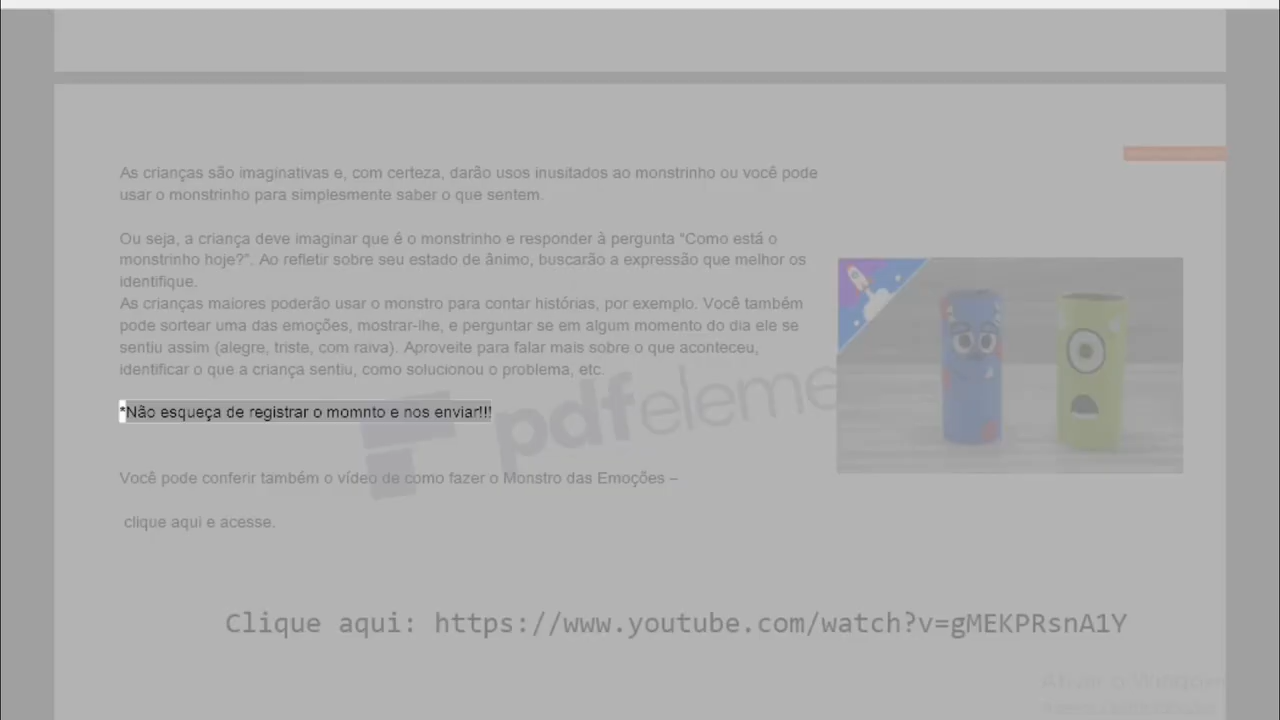 As crianças são imaginativas e, com certeza, darão usos inusitados ao monstrinho ou você pode
usar o monstrinho para simplesmente saber o que sentem.
Ou seja, a criança deve imaginar que é o monstrinho e responder à pergunta “Como está o
monstrinho hoje?”. Ao refletir sobre seu estado de ânimo, buscarão a expressão que melhor os
identifique.
As crianças maiores poderão usar o monstro para contar histórias, por exemplo. Você também
pode sortear uma das emoções, mostrar-lhe, e perguntar se em algum momento do dia ele se
sentiu assim (alegre, triste, com raiva). Aproveite para falar mais sobre o que aconteceu,
identificar o que a criança sentiu, como solucionou o problema, etc.
pdfeleme
*Não esqueça de registrar o momnto e nos enviar!!!
Você pode conferir também o vídeo de como fazer o Monstro das Emoções –
clique aqui e acesse.
Clique aqui: https://www.youtube.com/watch?v=gMEKPRsnA1Y
Ativar o Window